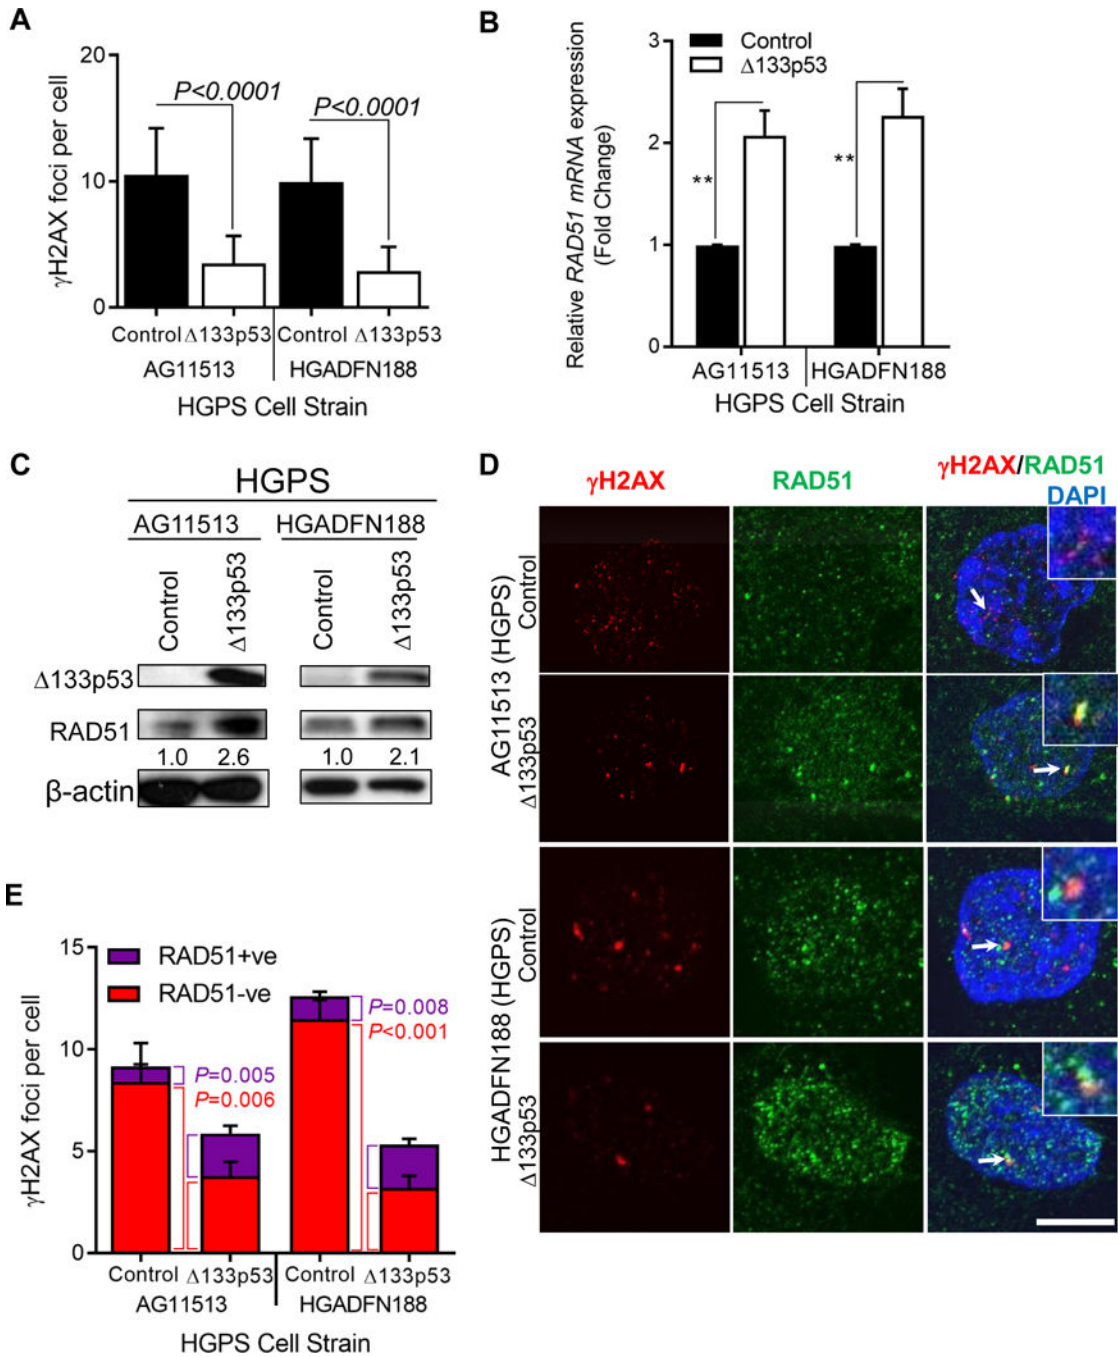 A
20
10
0
γH2AX foci per cell
P<0.0001
P<0.0001
Control Δ133p53 Control Δ133p53
AG11513 HGADFN188
HGPS Cell Strain
B
3
2
1
0
Relative RAD51 mRNA expression
(Fold Change)
Control
Δ133p53
**
**
AG11513 HGADFN188
HGPS Cell Strain
C
HGPS
AG11513 HGADFN188
Control
Δ133p53
Control
Δ133p53
Δ133p53
RAD51
1.0 2.6 1.0 2.1
β-actin
D
γH2AX RAD51 γH2AX/RAD51
DAPI
AG11513 (HGPS)
Control
Δ133p53
HGADFN188 (HGPS)
Control
Δ133p53
E
15
10
5
0
γH2AX foci per cell
RAD51+ve
RAD51-ve
P=0.005
P=0.006
P=0.008
P<0.001
Control Δ133p53 Control Δ133p53
AG11513 HGADFN188
HGPS Cell Strain